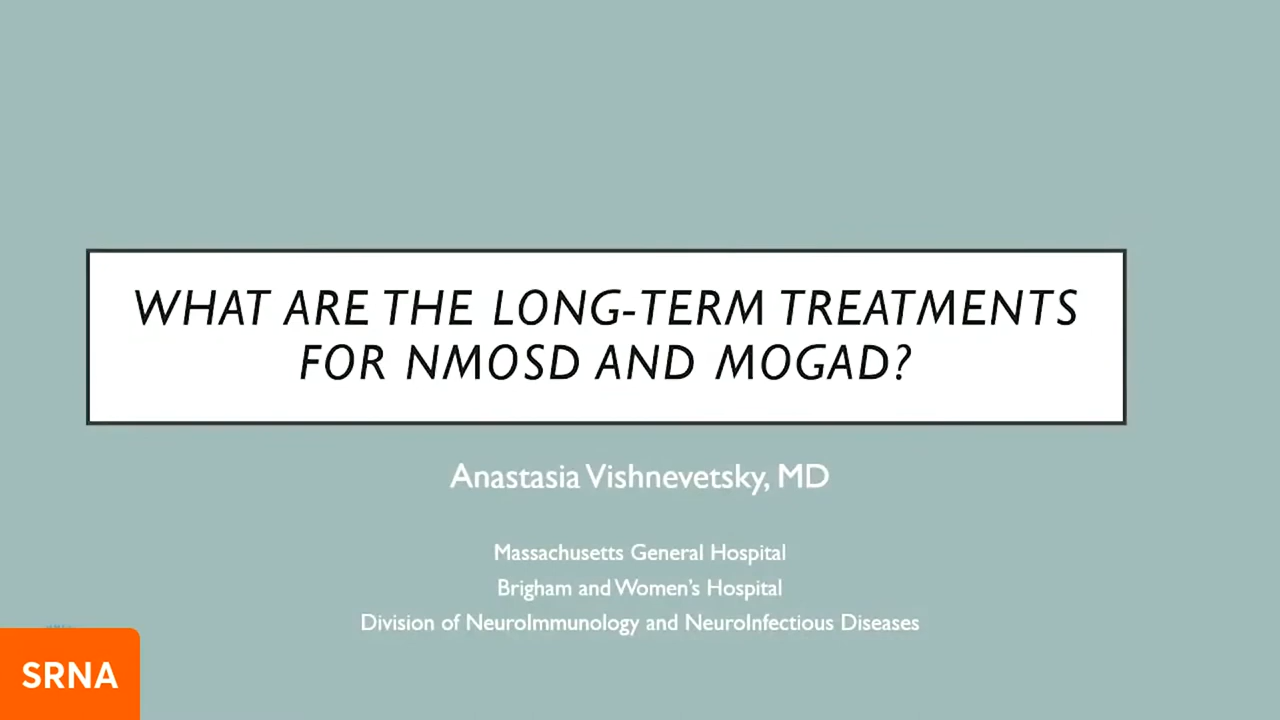 WHAT ARE THE LONG-TERM TREATMENTS
FOR NMOSD AND MOGAD?
Anastasia Vishnevetsky, MD
Massachusetts General Hospital
Brigham and Women's Hospital
Division of NeuroImmunology and NeuroInfectious Diseases
SRNA